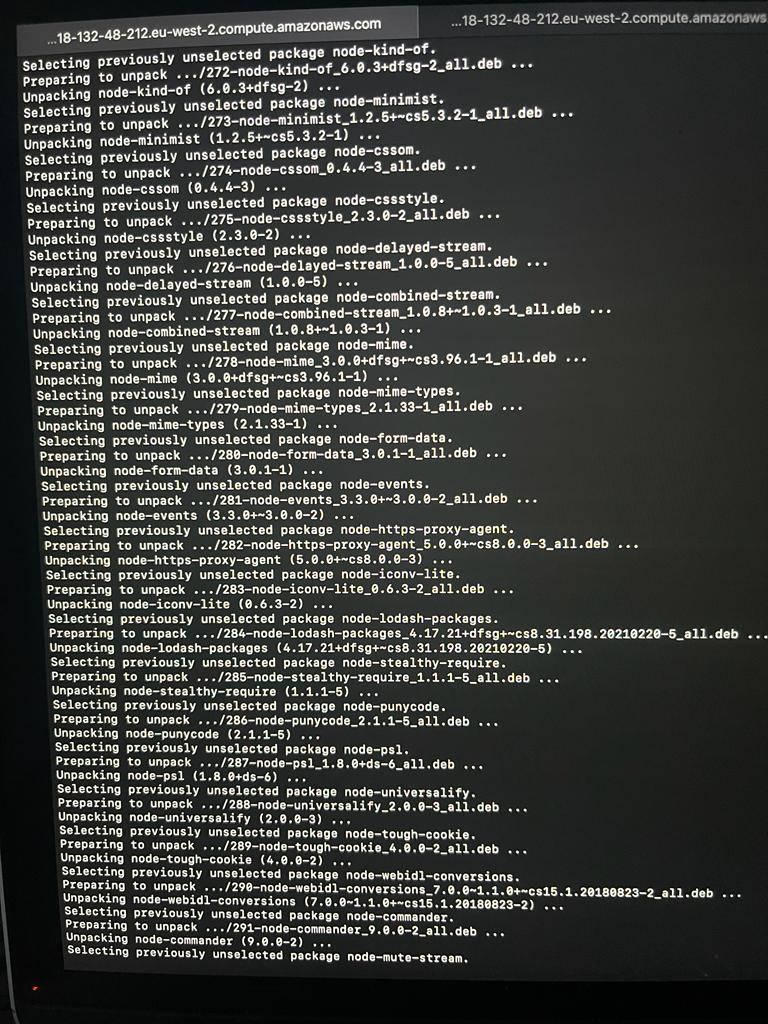 ...18-132-48-212.eu-west-2.compute.amazonaws.com
...18-132-48-212.eu-west-2.compute.amazonaws
Selecting previously unselected package node-kind-of.
Preparing to unpack .../272-node-kind-of_6.0.3+dfsg-2_all.deb ...
Unpacking node-kind-of (6.0.3+dfsg-2) ...
Selecting previously unselected package node-minimist.
Preparing to unpack .../273-node-minimist_1.2.5+~cs5.3.2-1_all.deb ...
Unpacking node-minimist (1.2.5+~cs5.3.2-1) ...
Selecting previously unselected package node-cssom.
Preparing to unpack .../274-node-cssom_0.4.4-3_all.deb ...
Unpacking node-cssom (0.4.4-3) ...
Selecting previously unselected package node-cssstyle.
Preparing to unpack .../275-node-cssstyle_2.3.0-2_all.deb ...
Unpacking node-cssstyle (2.3.0-2) ...
Selecting previously unselected package node-delayed-stream.
Preparing to unpack .../276-node-delayed-stream_1.0.0-5_all.deb ...
Unpacking node-delayed-stream (1.0.0-5) ...
Selecting previously unselected package node-combined-stream.
Preparing to unpack .../277-node-combined-stream_1.0.8+~1.0.3-1_all.deb ...
Unpacking node-combined-stream (1.0.8+~1.0.3-1) ...
Selecting previously unselected package node-mime.
Preparing to unpack .../278-node-mime_3.0.0+dfsg+~cs3.96.1-1_all.deb ...
Unpacking node-mime (3.0.0+dfsg+~cs3.96.1-1) ...
Selecting previously unselected package node-mime-types.
Preparing to unpack .../279-node-mime-types_2.1.33-1_all.deb ...
Unpacking node-mime-types (2.1.33-1) ...
Selecting previously unselected package node-form-data.
Preparing to unpack .../280-node-form-data_3.0.1-1_all.deb ...
Unpacking node-form-data (3.0.1-1) ...
Selecting previously unselected package node-events.
Preparing to unpack .../281-node-events_3.3.0+~3.0.0-2_all.deb ...
Unpacking node-events (3.3.0+~3.0.0-2) ...
Selecting previously unselected package node-https-proxy-agent.
Preparing to unpack .../282-node-https-proxy-agent_5.0.0+~cs8.0.0-3_all.deb ...
Unpacking node-https-proxy-agent (5.0.0+~cs8.0.0-3) ...
Selecting previously unselected package node-iconv-lite.
Preparing to unpack .../283-node-iconv-lite_0.6.3-2_all.deb ...
Unpacking node-iconv-lite (0.6.3-2) ...
Selecting previously unselected package node-lodash-packages.
Preparing to unpack .../284-node-lodash-packages_4.17.21+dfsg+~cs8.31.198.20210220-5_all.deb ...
Unpacking node-lodash-packages (4.17.21+dfsg+~cs8.31.198.20210220-5) ...
Selecting previously unselected package node-stealthy-require.
Preparing to unpack .../285-node-stealthy-require_1.1.1-5_all.deb ...
Unpacking node-stealthy-require (1.1.1-5) ...
Selecting previously unselected package node-punycode.
Preparing to unpack .../286-node-punycode_2.1.1-5_all.deb ...
Unpacking node-punycode (2.1.1-5) ...
Selecting previously unselected package node-psl.
Preparing to unpack .../287-node-psl_1.8.0+ds-6_all.deb ...
Unpacking node-psl (1.8.0+ds-6) ...
Selecting previously unselected package node-universalify.
Preparing to unpack .../288-node-universalify_2.0.0-3_all.deb ...
Unpacking node-universalify (2.0.0-3) ...
Selecting previously unselected package node-tough-cookie.
Preparing to unpack .../289-node-tough-cookie_4.0.0-2_all.deb ...
Unpacking node-tough-cookie (4.0.0-2) ...
Selecting previously unselected package node-webidl-conversions.
Preparing to unpack .../290-node-webidl-conversions_7.0.0~1.1.0+~cs15.1.20180823-2_all.deb ...
Unpacking node-webidl-conversions (7.0.0~1.1.0+~cs15.1.20180823-2) ...
Selecting previously unselected package node-commander.
Preparing to unpack .../291-node-commander_9.0.0-2_all.deb ...
Unpacking node-commander (9.0.0-2) ...
Selecting previously unselected package node-mute-stream.